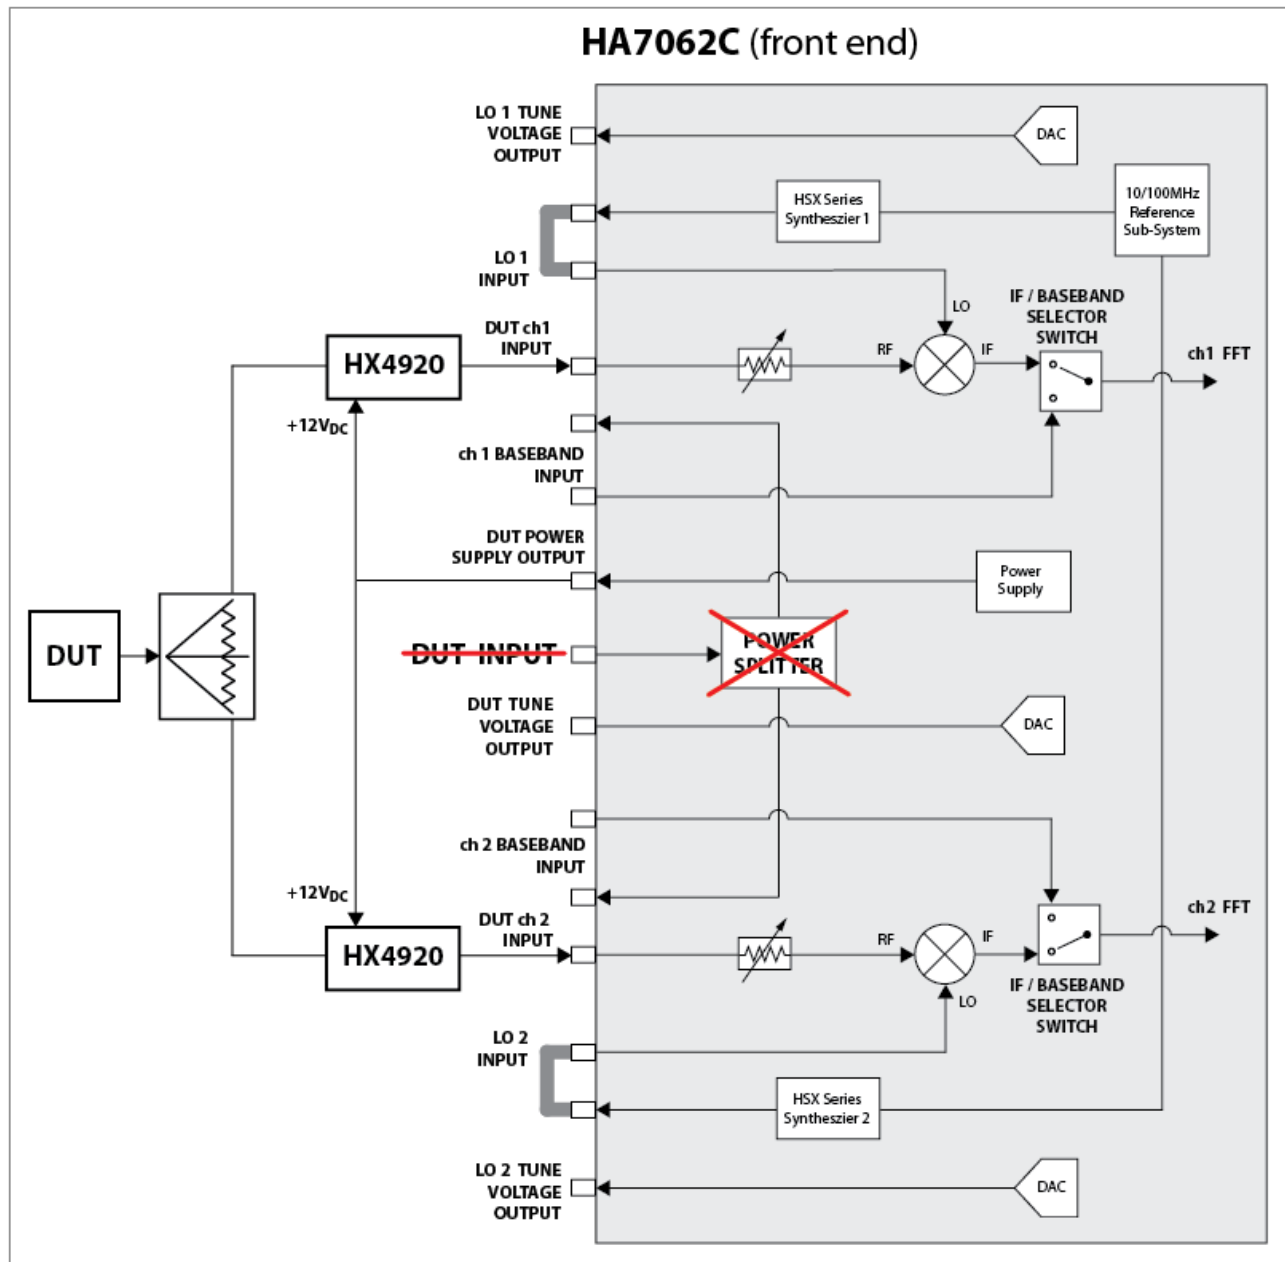 HA7062C (front end)
LO 1 TUNE
VOLTAGE
OUTPUT
DAC
HSX Series
Syntheszier 1
10/100MHz
Reference
Sub-System
LO 1
INPUT
LO
IF / BASEBAND
SELECTOR
SWITCH
DUT ch1
INPUT
HX4920
RF
IF
ch1 FFT
+12VDC
ch 1 BASEBAND
INPUT
DUT POWER
SUPPLY OUTPUT
Power
Supply
DUT
DUT INPUT
POWER
SPLITTER
DUT TUNE
VOLTAGE
OUTPUT
DAC
ch 2 BASEBAND
INPUT
+12VDC
DUT ch 2
INPUT
HX4920
RF
IF
ch2 FFT
LO
IF / BASEBAND
SELECTOR
SWITCH
LO 2
INPUT
HSX Series
Syntheszier 2
LO 2 TUNE
VOLTAGE
OUTPUT
DAC